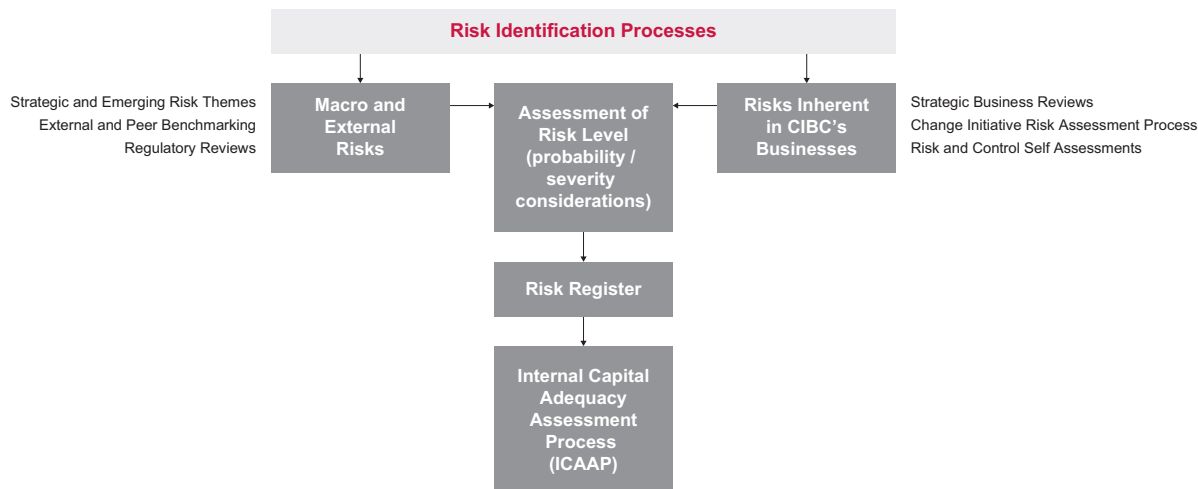 Risk Identification Processes
Strategic and Emerging Risk Themes
External and Peer Benchmarking
Regulatory Reviews
Macro and
External
Risks
Assessment of
Risk Level
(probability /
severity
considerations)
Risks Inherent
in CIBC's
Businesses
Strategic Business Reviews
Change Initiative Risk Assessment Process
Risk and Control Self Assessments
Risk Register
Internal Capital
Adequacy
Assessment
Process
(ICAAP)